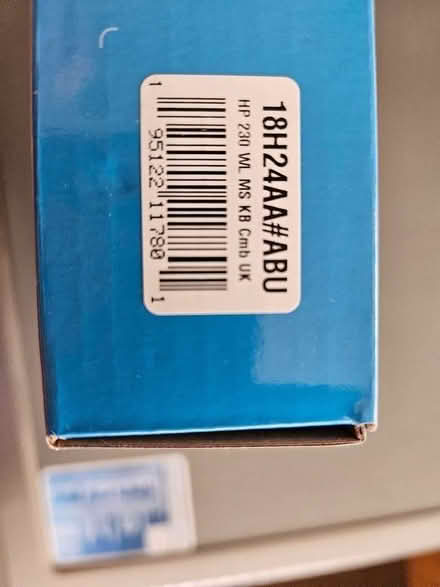 18H24AA#ABU
HP 230 WL MS KB Cmb UK
1 95122 11780 1